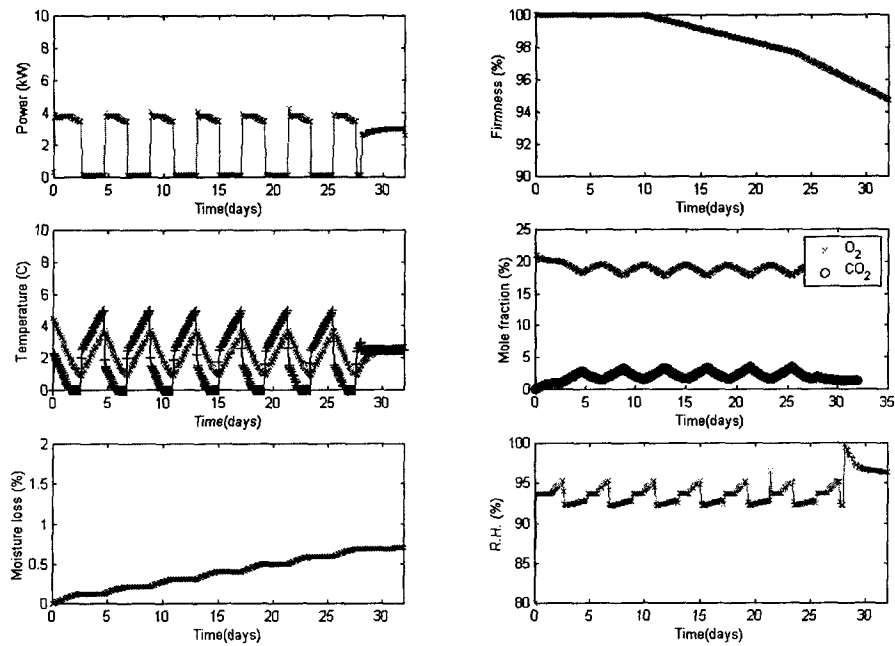 10
8
6
4
2
0
Power (kW)
0 5 10 15 20 25 30
Time(days)
100
98
96
94
92
90
Firmness (%)
0 5 10 15 20 25 30
Time(days)
10
8
6
4
2
0
Temperature (C)
0 5 10 15 20 25 30
Time(days)
25
20
15
10
5
0
Mole fraction (%)
O₂
CO₂
0 5 10 15 20 25 30 35
Time(days)
2
1.5
1
0.5
0
Moisture loss (%)
0 5 10 15 20 25 30
Time(days)
100
95
90
85
80
R.H. (%)
0 5 10 15 20 25 30
Time(days)